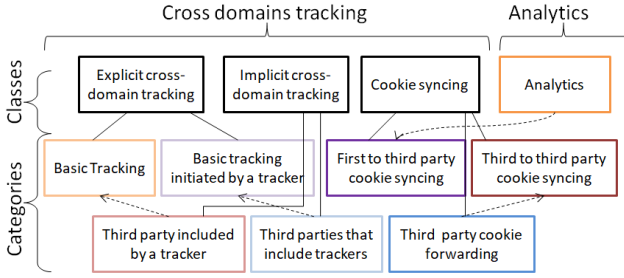 Cross domains tracking
Analytics
Classes
Explicit cross-
domain tracking
Implicit cross-
domain tracking
Cookie syncing
Analytics
Categories
Basic Tracking
Basic tracking
initiated by a tracker
First to third party
cookie syncing
Third to third party
cookie syncing
Third party included
by a tracker
Third parties that
include trackers
Third party cookie
forwarding